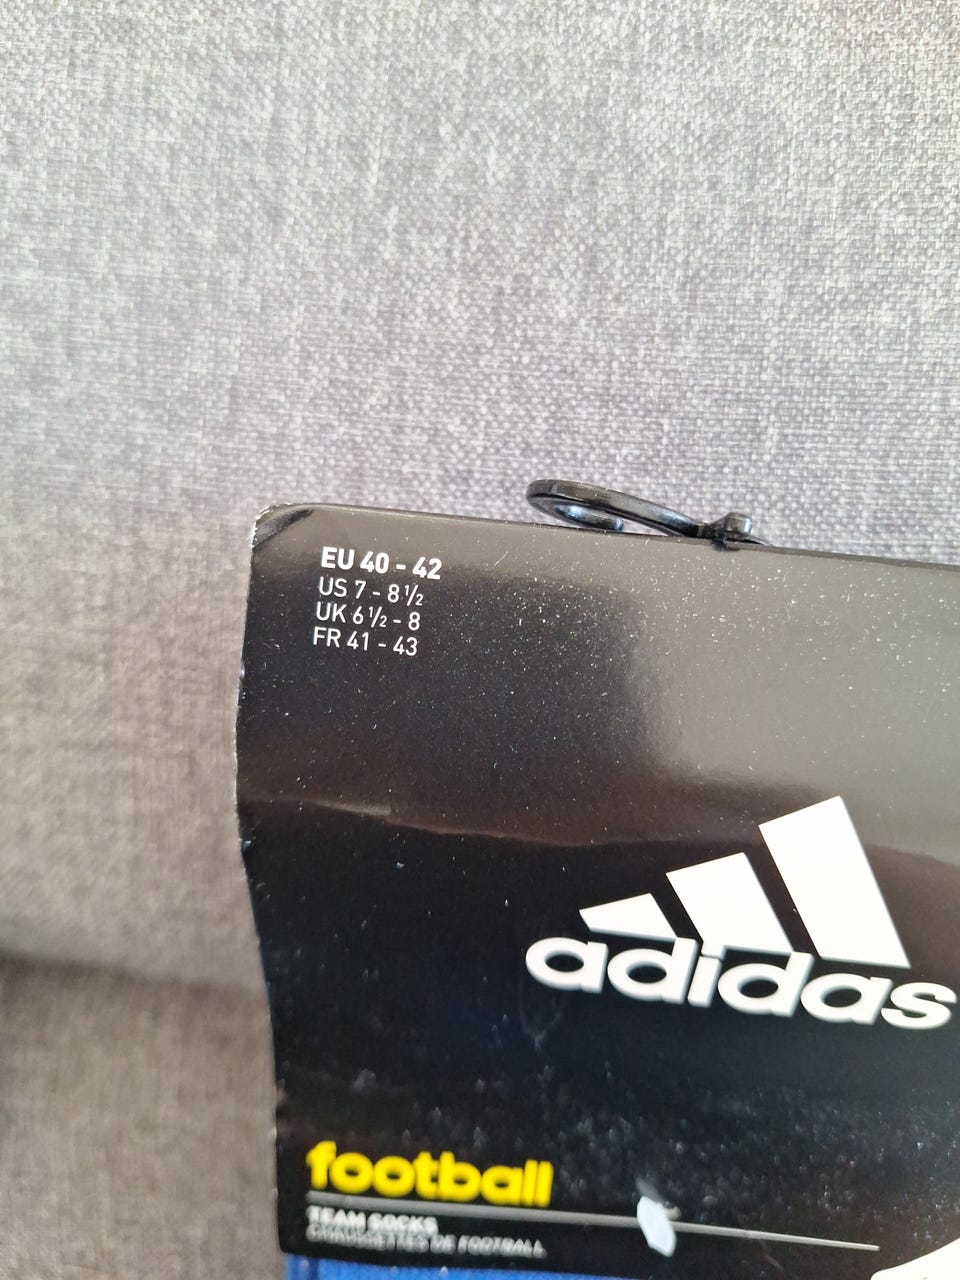 EU 40 - 42
US 7 - 8 1/2
UK 6 1/2 - 8
FR 41 - 43
adidas
football
TEAM SOCKS
CHAUSSETTES DE FOOTBALL